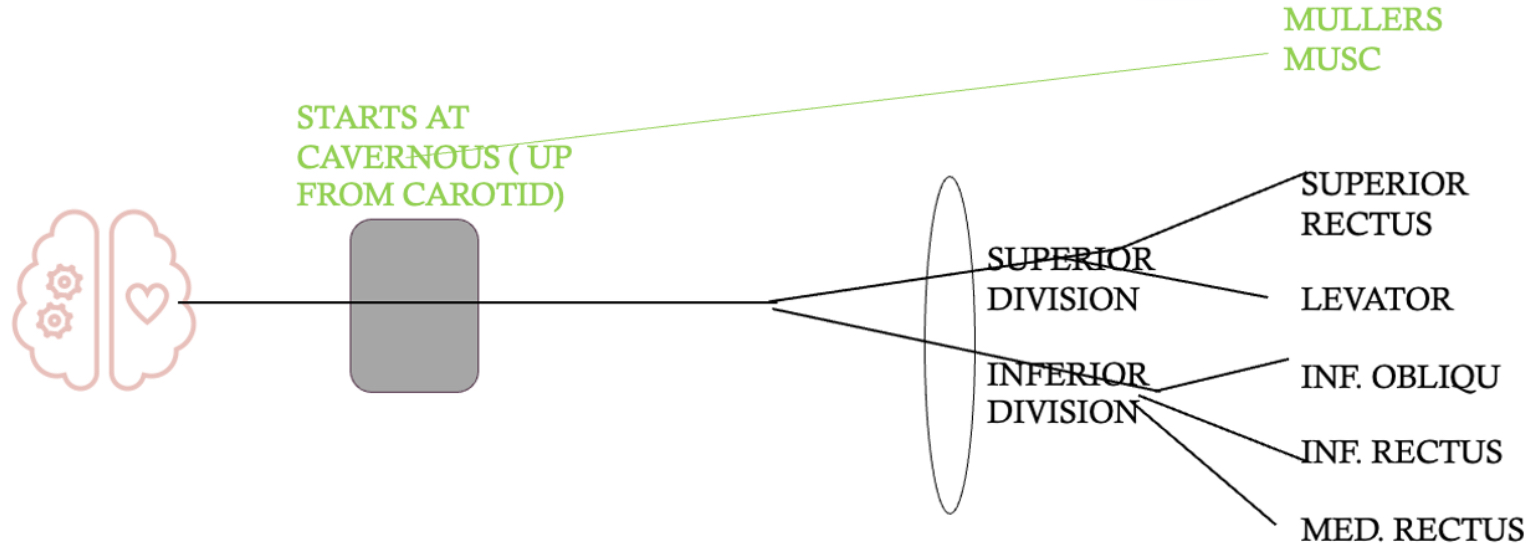 MULLERS
MUSC
STARTS AT
CAVERNOUS ( UP
FROM CAROTID)
SUPERIOR
RECTUS
SUPERIOR
DIVISION
LEVATOR
INFERIOR
DIVISION
INF. OBLIQU
INF. RECTUS
MED. RECTUS